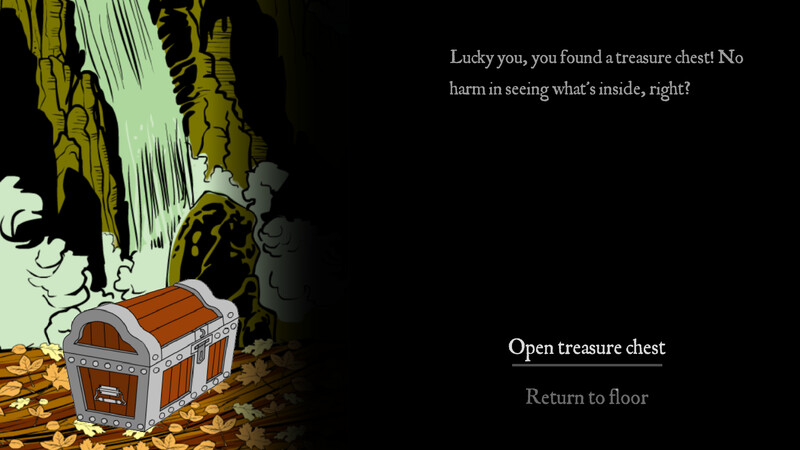 Lucky you, you found a treasure chest! No
harm in seeing what's inside, right?
Open treasure chest
Return to floor